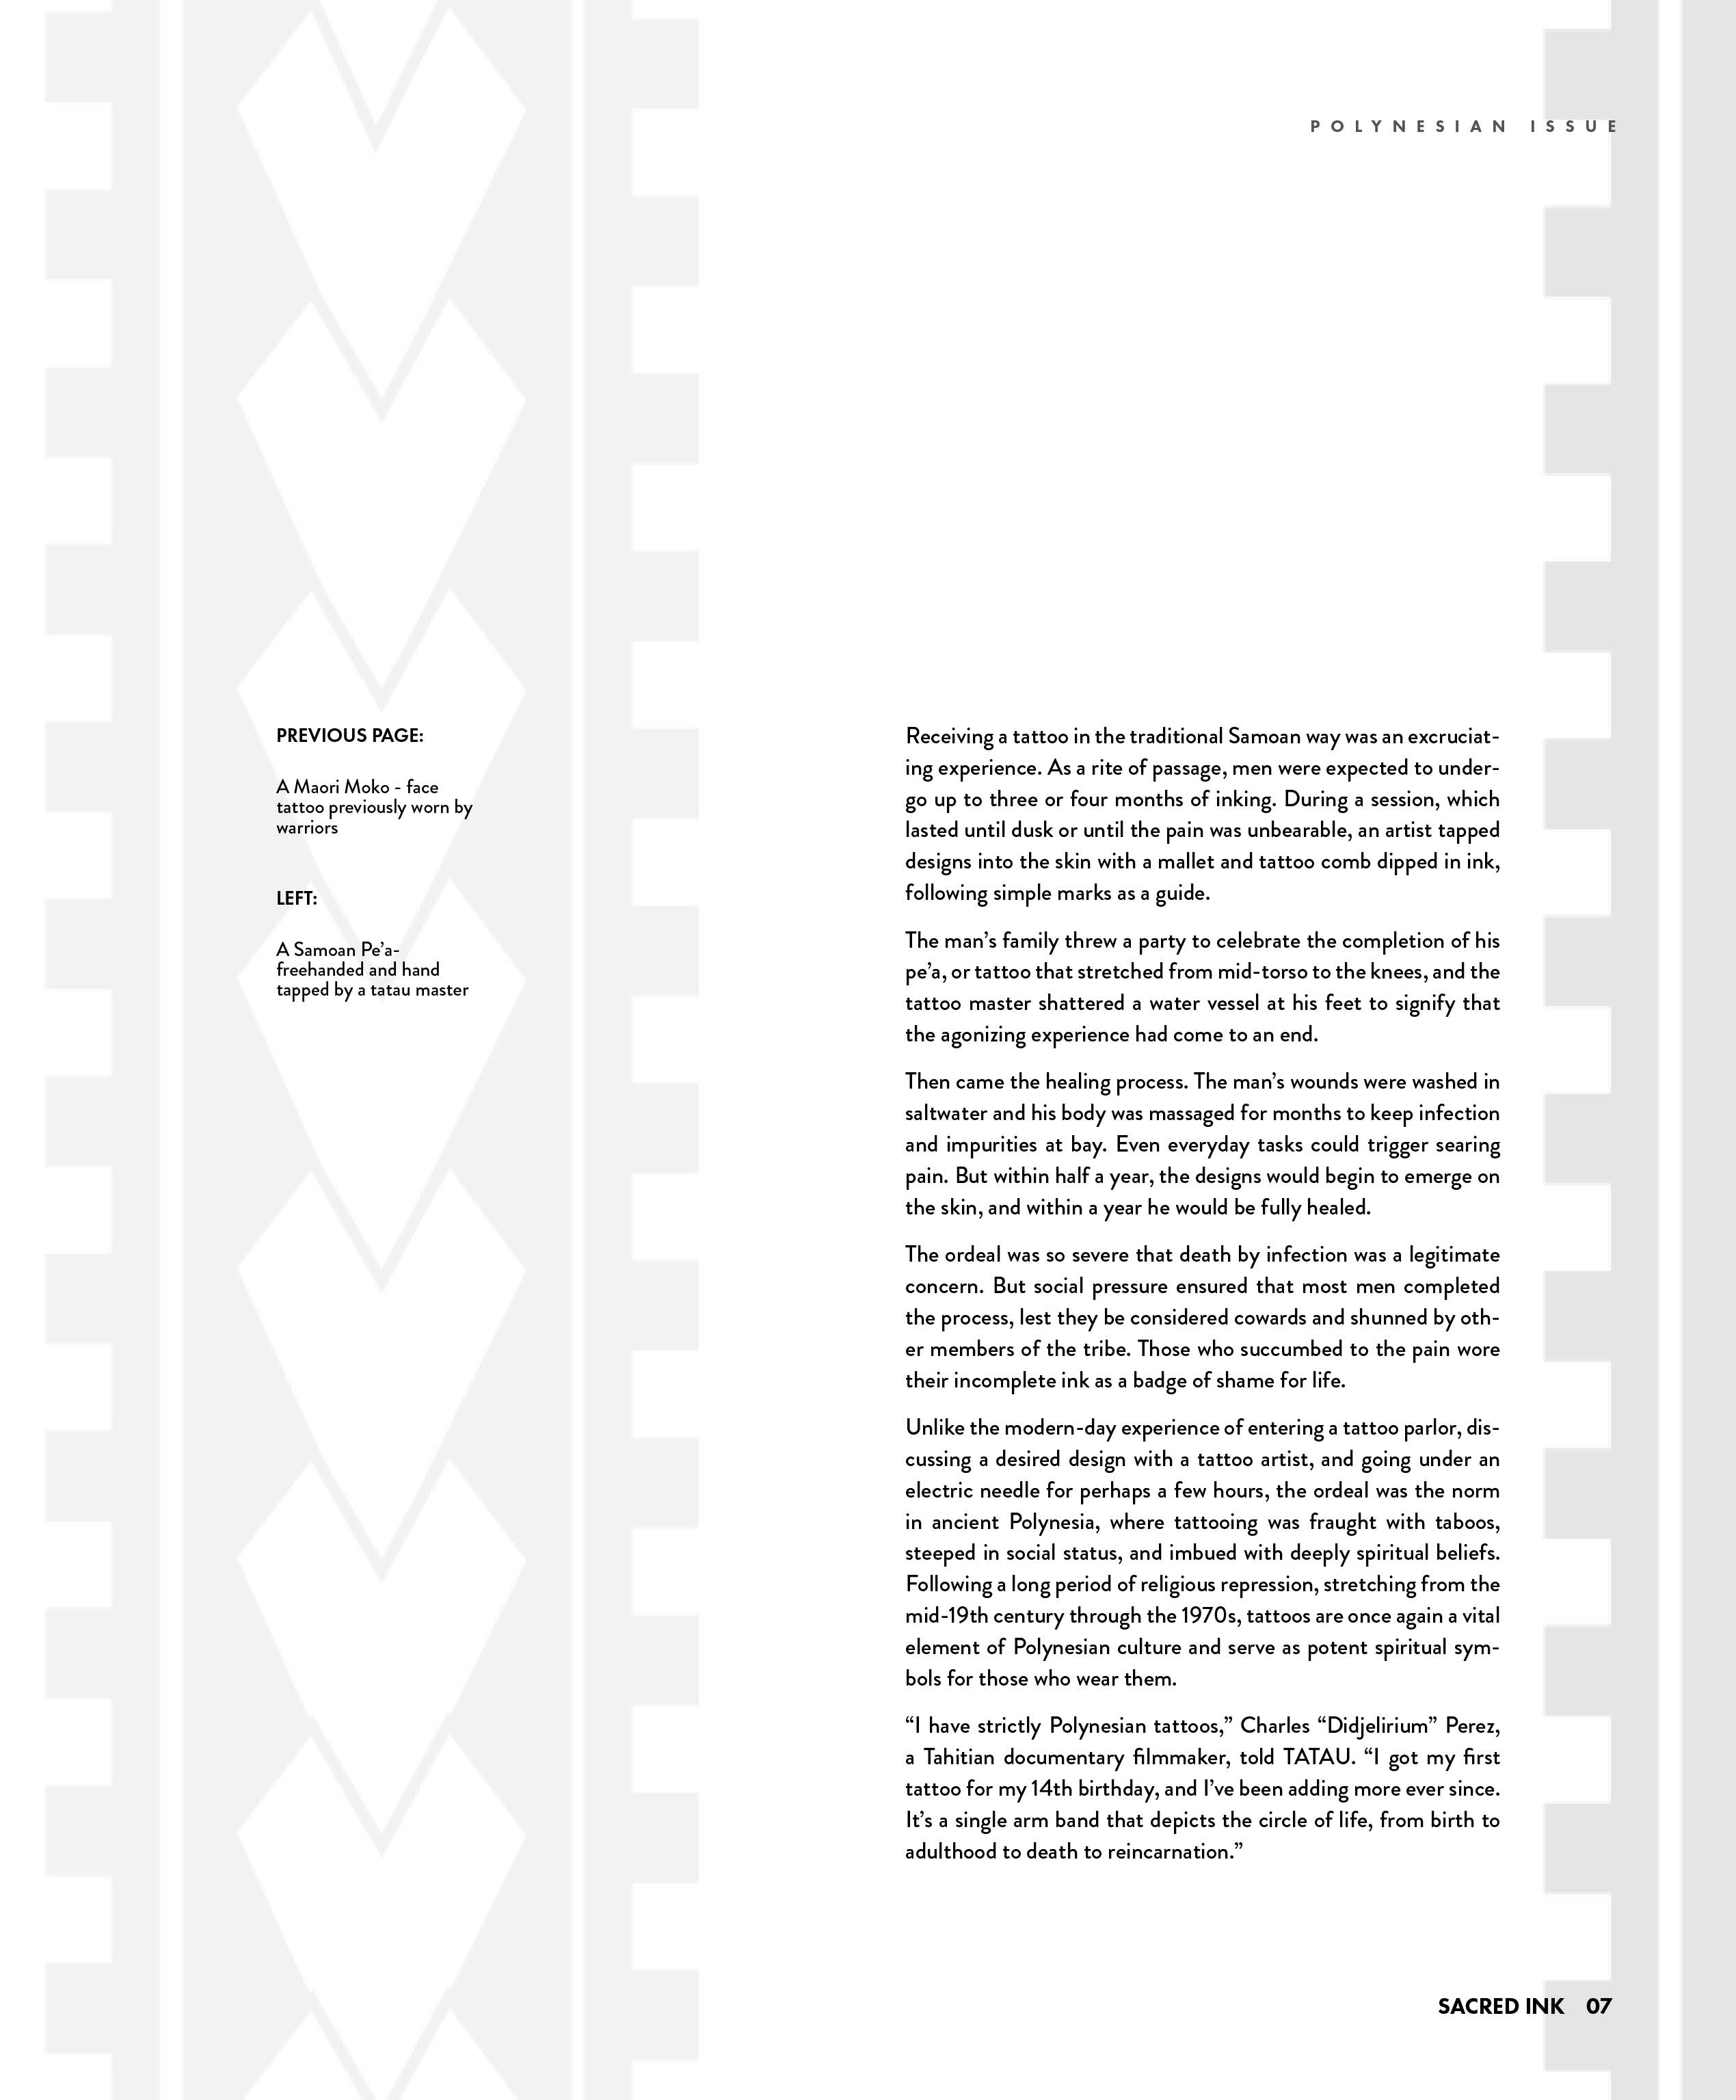 POLYNESIAN ISSUE
PREVIOUS PAGE:
A Maori Moko - face
tattoo previously worn by
warriors
LEFT:
A Samoan Pe’a-
freehanded and hand
tapped by a tatau master
Receiving a tattoo in the traditional Samoan way was an excruciat-
ing experience. As a rite of passage, men were expected to under-
go up to three or four months of inking. During a session, which
lasted until dusk or until the pain was unbearable, an artist tapped
designs into the skin with a mallet and tattoo comb dipped in ink,
following simple marks as a guide.
The man’s family threw a party to celebrate the completion of his
pe’a, or tattoo that stretched from mid-torso to the knees, and the
tattoo master shattered a water vessel at his feet to signify that
the agonizing experience had come to an end.
Then came the healing process. The man’s wounds were washed in
saltwater and his body was massaged for months to keep infection
and impurities at bay. Even everyday tasks could trigger searing
pain. But within half a year, the designs would begin to emerge on
the skin, and within a year he would be fully healed.
The ordeal was so severe that death by infection was a legitimate
concern. But social pressure ensured that most men completed
the process, lest they be considered cowards and shunned by oth-
er members of the tribe. Those who succumbed to the pain wore
their incomplete ink as a badge of shame for life.
Unlike the modern-day experience of entering a tattoo parlor, dis-
cussing a desired design with a tattoo artist, and going under an
electric needle for perhaps a few hours, the ordeal was the norm
in ancient Polynesia, where tattooing was fraught with taboos,
steeped in social status, and imbued with deeply spiritual beliefs.
Following a long period of religious repression, stretching from the
mid-19th century through the 1970s, tattoos are once again a vital
element of Polynesian culture and serve as potent spiritual sym-
bols for those who wear them.
“I have strictly Polynesian tattoos,” Charles “Didjelirium” Perez,
a Tahitian documentary filmmaker, told TATAU. “I got my first
tattoo for my 14th birthday, and I’ve been adding more ever since.
It’s a single arm band that depicts the circle of life, from birth to
adulthood to death to reincarnation.”
SACRED INK 07